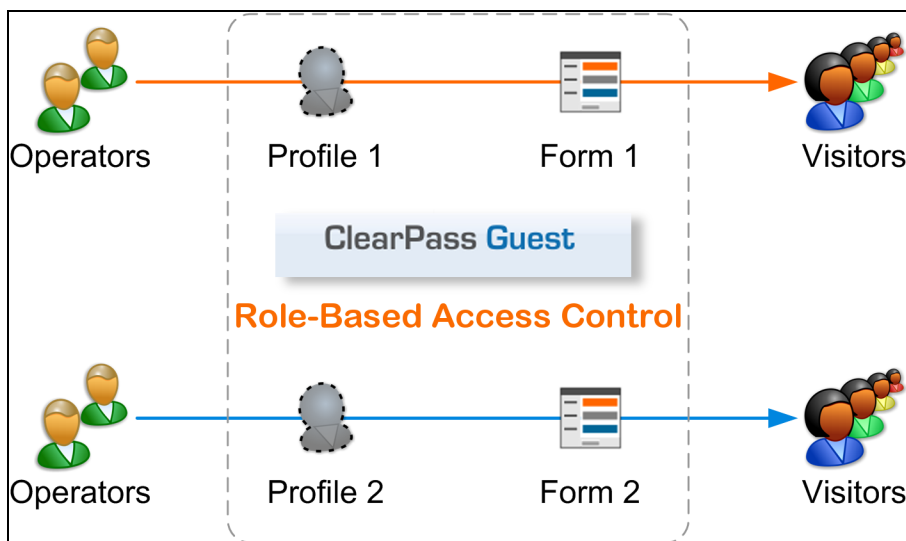 Operators Profile 1 Form 1 Visitors
ClearPass Guest
Role-Based Access Control
Operators Profile 2 Form 2 Visitors